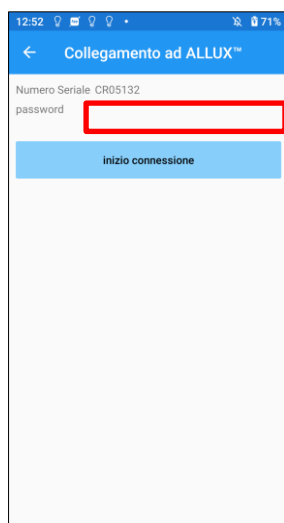 12:52 71%
Collegamento ad ALLUX™
Numero Seriale CR05132
password
inizio connessione